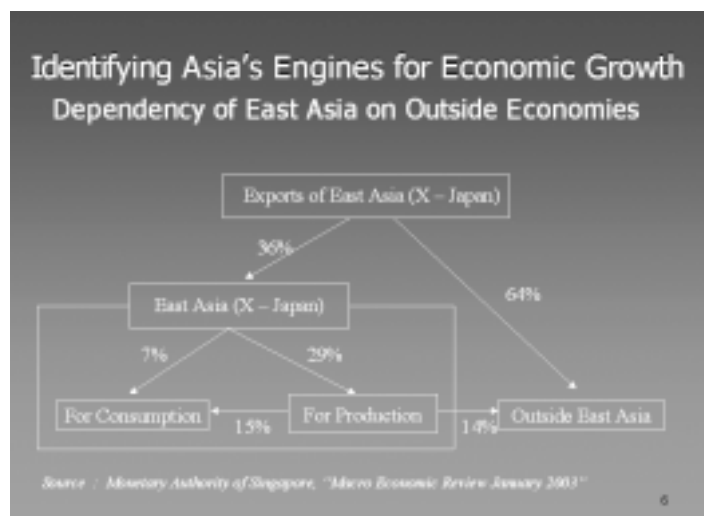 Identifying Asia's Engines for Economic Growth
Dependency of East Asia on Outside Economies
Exports of East Asia (X – Japan)
36%
64%
East Asia (X – Japan)
7%
29%
For Consumption
15%
For Production
14%
Outside East Asia
Source : Monetary Authority of Singapore, "Macro Economic Review January 2003"
6